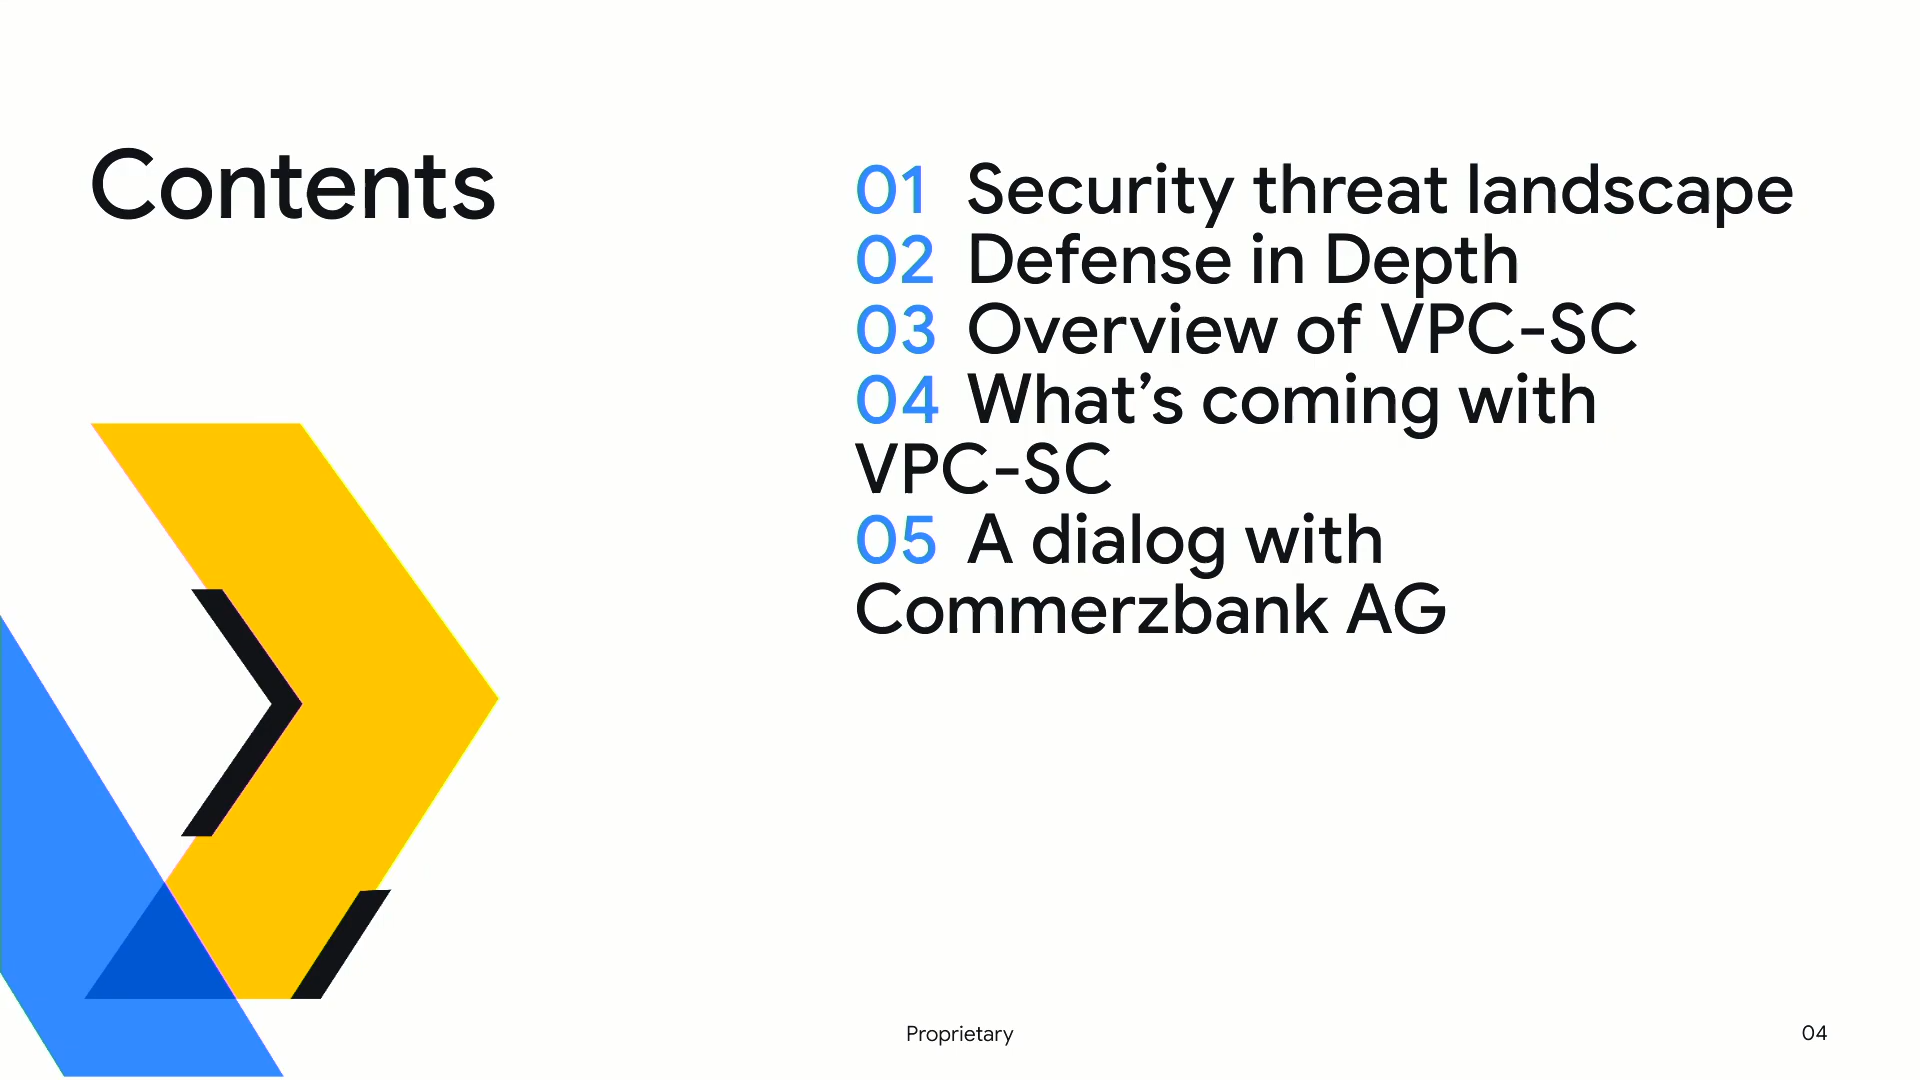 Contents
01 Security threat landscape
02 Defense in Depth
03 Overview of VPC-SC
04 What’s coming with
VPC-SC
05 A dialog with
Commerzbank AG
Proprietary
04